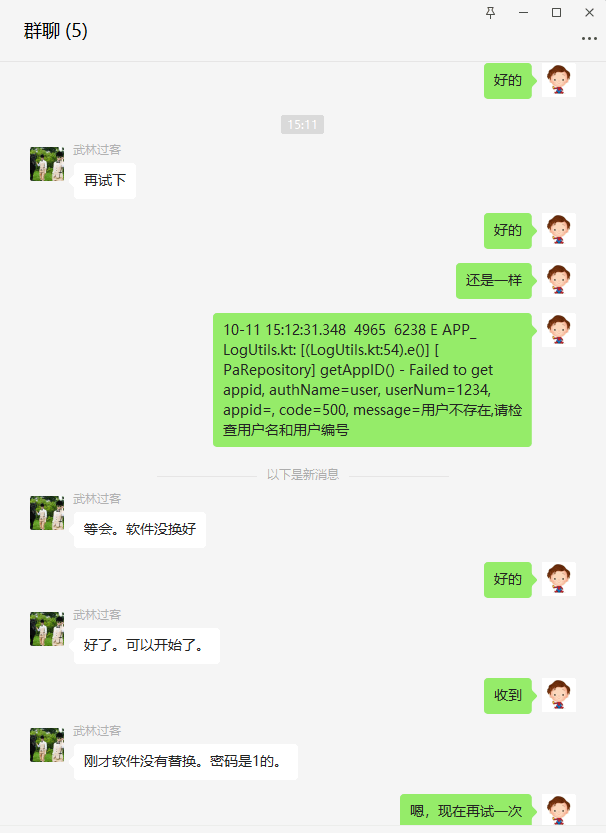 群聊 (5)
好的
15:11
武林过客
再试下
好的
还是一样
10-11 15:12:31.348  4965  6238 E APP_
LogUtils.kt: [(LogUtils.kt:54).e()] [
PaRepository] getAppID() - Failed to get
appid, authName=user, userNum=1234,
appid=, code=500, message=用户不存在,请检
查用户名和用户编号
以下是新消息
武林过客
等会。软件没换好
好的
武林过客
好了。可以开始了。
收到
武林过客
刚才软件没有替换。密码是1的。
嗯，现在再试一次